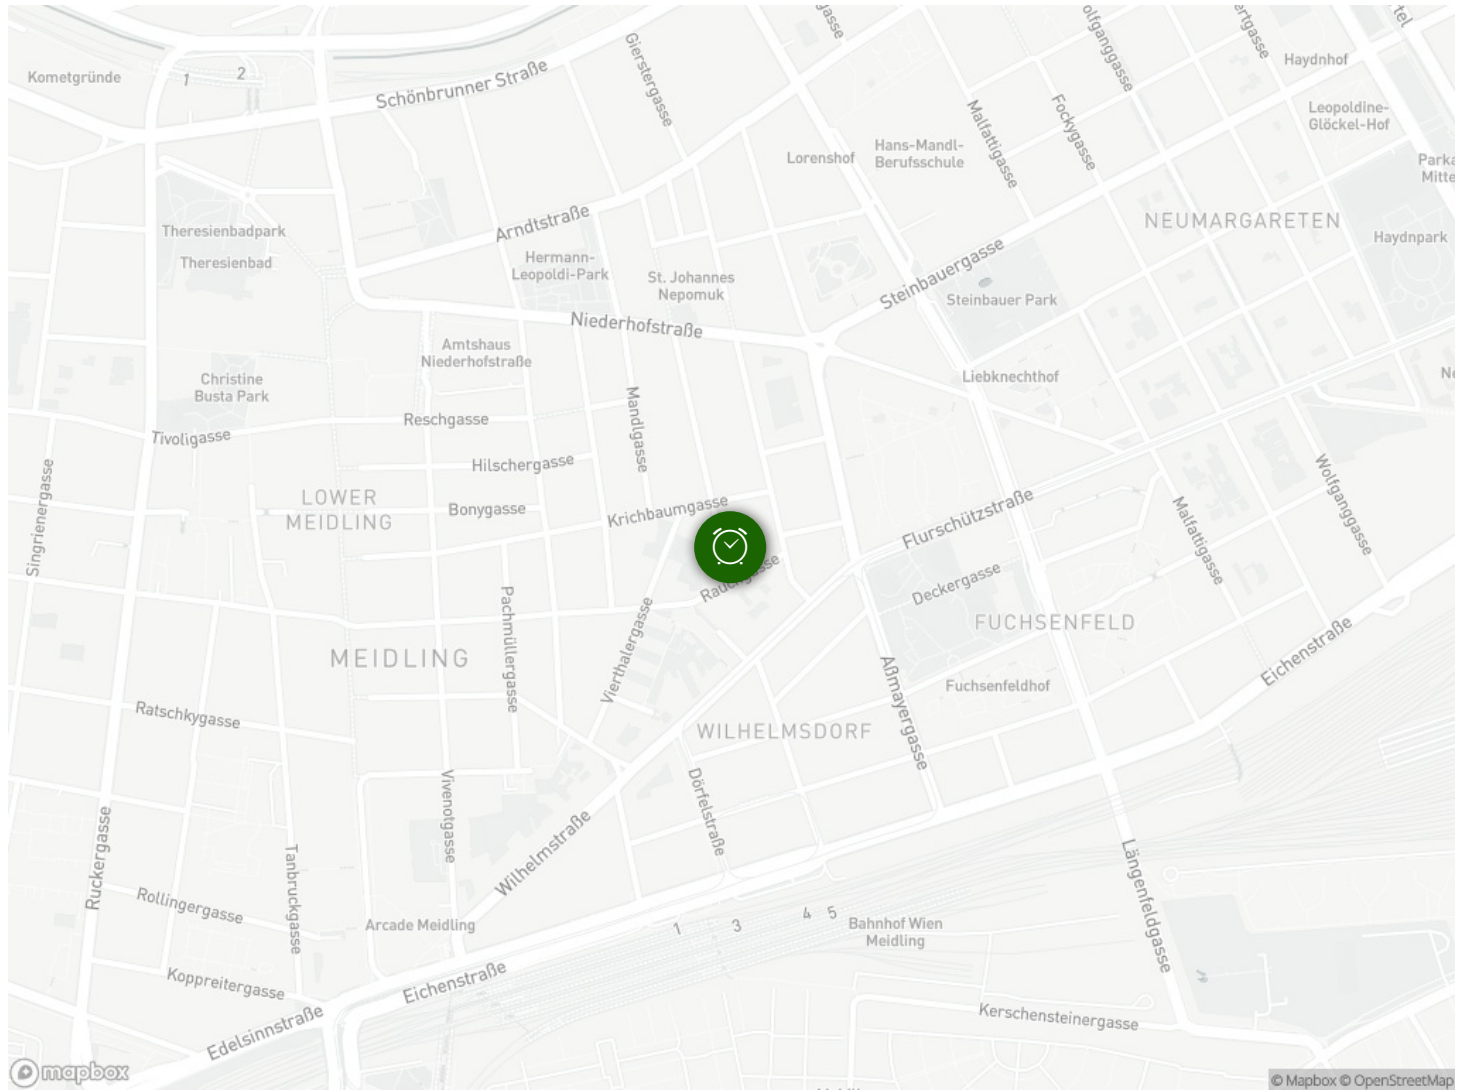 Kometgründe
1
2
Schönbrunner Straße
Gierstergasse
Malfattigasse
Fockygasse
Haydnhof
Leopoldine-
Glöckel-Hof
Lorenshof
Hans-Mandl-
Berufsschule
NEUMARGARETEN
Haydnpark
Theresienbadpark
Theresienbad
Arndtstraße
Hermann-
Leopoldi-Park
St. Johannes
Nepomuk
Steinbauergasse
Steinbauer Park
Niederhofstraße
Amtshaus
Niederhofstraße
Christine
Busta Park
Liebknechthof
Reschgasse
Mandlgasse
Tivoligasse
Hilschergasse
Singrienergasse
LOWER
MEIDLING
Bonygasse
Krichbaumgasse
Flurschützstraße
Malfattigasse
Wolfganggasse
Deckergasse
Pachmüllergasse
Vierthalergasse
FUCHSENFELD
Eichenstraße
MEIDLING
Aßmayergasse
Fuchsenfeldhof
Ratschkygasse
WILHELMSDORF
Vivenotgasse
Dörfelstraße
Ruckergasse
Tanbruckgasse
Wilhelmstraße
Längenfeldgasse
Rollingergasse
Arcade Meidling
1
3
4
5
Bahnhof Wien
Meidling
Koppreitergasse
Eichenstraße
Edelsinnstraße
Kerschensteinergasse
mapbox
© Mapbox © OpenStreetMap